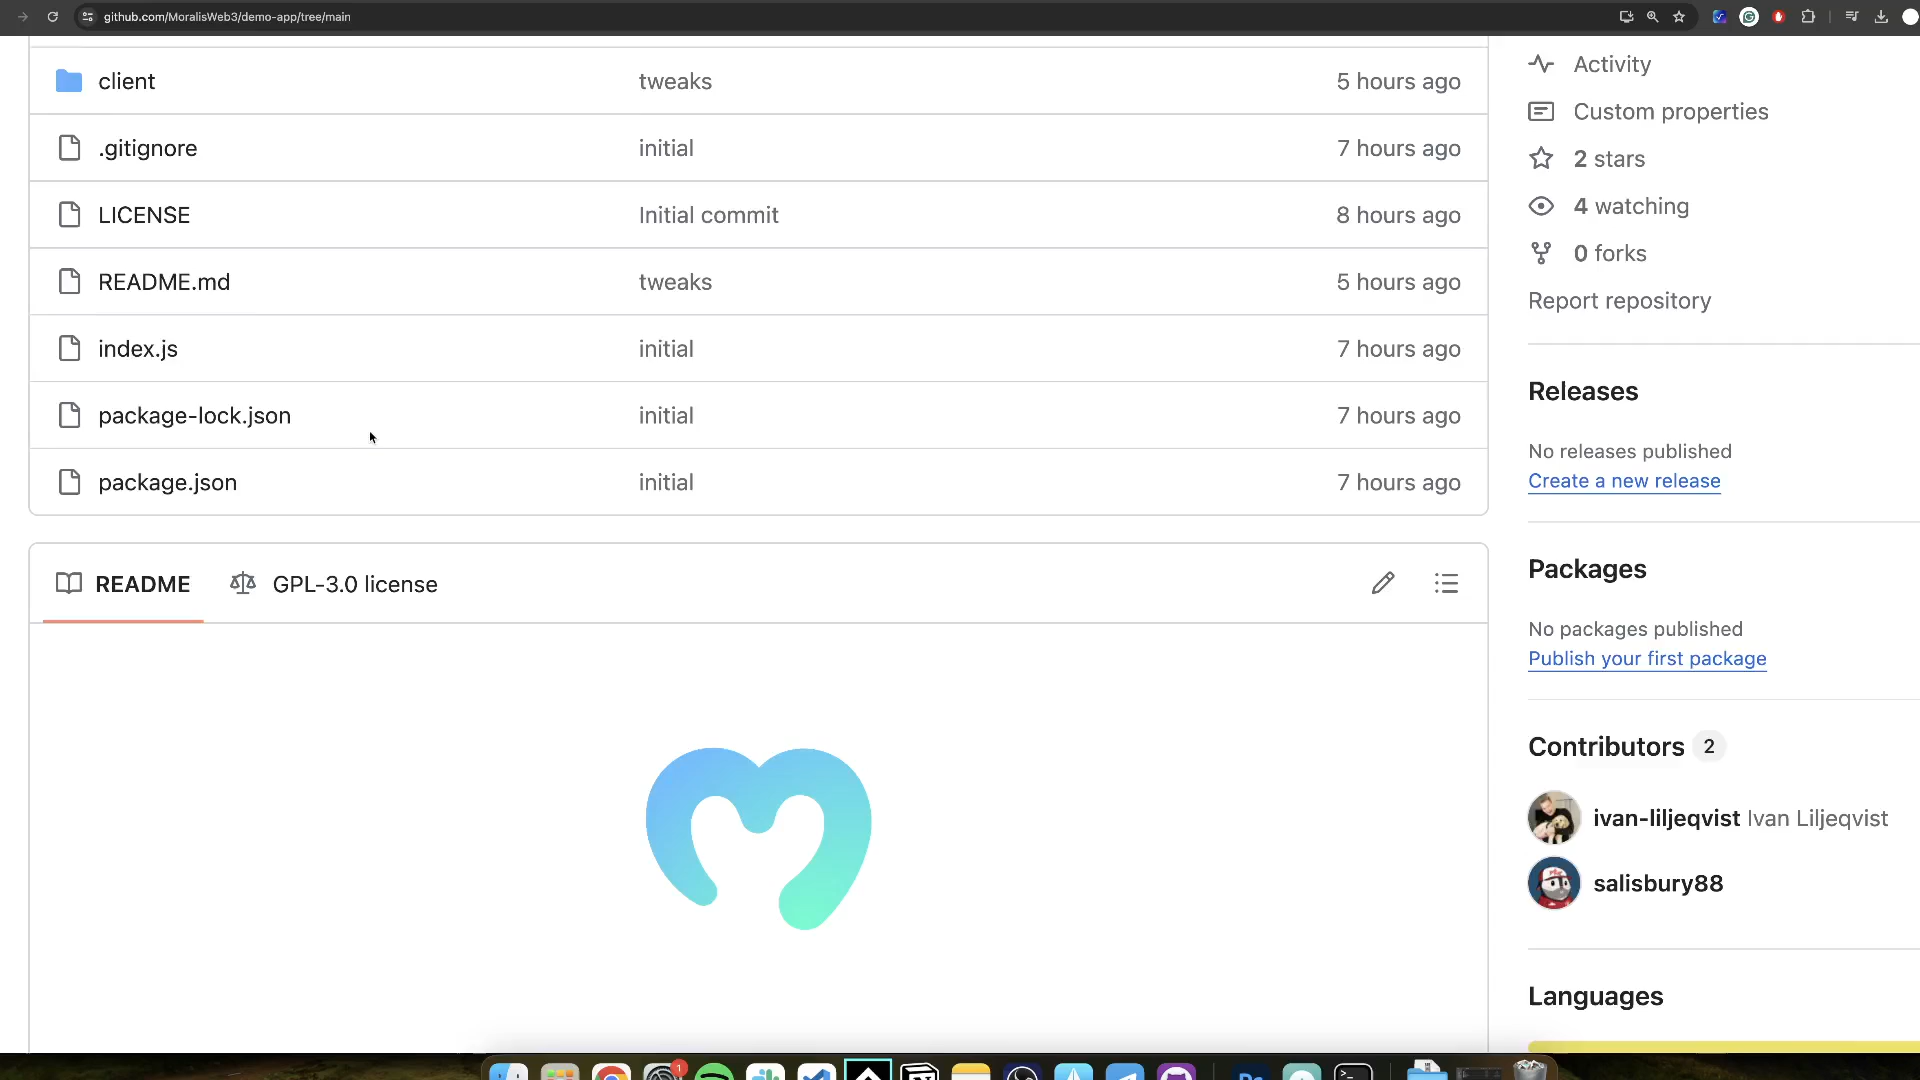 github.com/MoralisWeb3/demo-app/tree/main
client tweaks 5 hours ago
.gitignore initial 7 hours ago
LICENSE Initial commit 8 hours ago
README.md tweaks 5 hours ago
index.js initial 7 hours ago
package-lock.json initial 7 hours ago
package.json initial 7 hours ago
README GPL-3.0 license
Activity
Custom properties
2 stars
4 watching
0 forks
Report repository
Releases
No releases published
Create a new release
Packages
No packages published
Publish your first package
Contributors 2
ivan-liljeqvist Ivan Liljeqvist
salisbury88
Languages
1